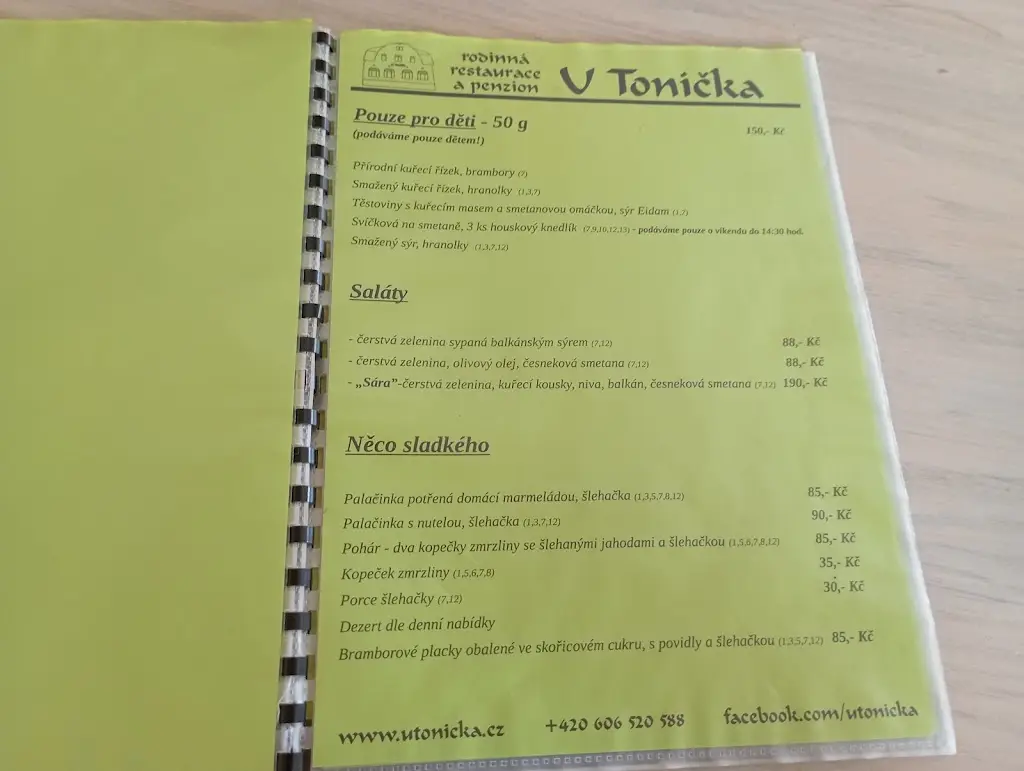 rodinná
restaurace
a penzion
U Tonička
Pouze pro děti - 50 g 150,- Kč
(podáváme pouze dětem!)
Přírodní kuřecí řízek, brambory (7)
Smažený kuřecí řízek, hranolky (1,3,7)
Těstoviny s kuřecím masem a smetanovou omáčkou, sýr Eidam (1,7)
Svíčková na smetaně, 3 ks houskový knedlík (7,9,10,12,13) - podáváme pouze o víkendu do 14:30 hod.
Smažený sýr, hranolky (1,3,7,12)
Saláty
- čerstvá zelenina sypaná balkánským sýrem (7,12) 88,- Kč
- čerstvá zelenina, olivový olej, česneková smetana (7,12) 88,- Kč
- „Sára”-čerstvá zelenina, kuřecí kousky, niva, balkán, česneková smetana (7,12) 190,- Kč
Něco sladkého
Palačinka potřená domácí marmeládou, šlehačka (1,3,5,7,8,12) 85,- Kč
Palačinka s nutelou, šlehačka (1,3,7,12) 90,- Kč
Pohár - dva kopečky zmrzliny se šlehanými jahodami a šlehačkou (1,5,6,7,8,12) 85,- Kč
Kopeček zmrzliny (1,5,6,7,8) 35,- Kč
Porce šlehačky (7,12) 30,- Kč
Dezert dle denní nabídky
Bramborové placky obalené ve skořicovém cukru, s povidly a šlehačkou (1,3,5,7,12) 85,- Kč
www.utonicka.cz +420 606 520 588 facebook.com/utonicka